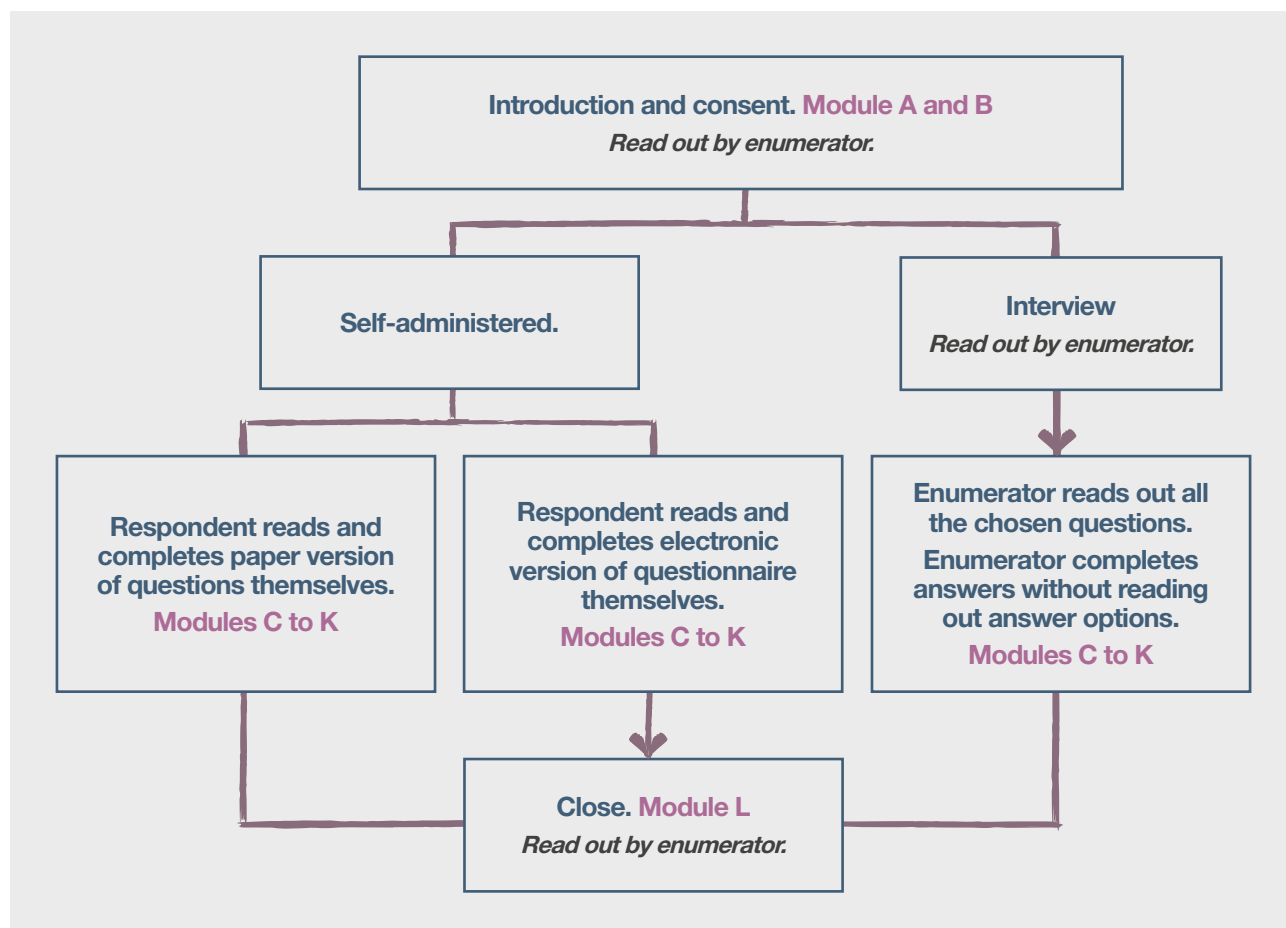 Introduction and consent. Module A and B
Read out by enumerator.
Self-administered.
Interview
Read out by enumerator.
Respondent reads and
completes paper version
of questions themselves.
Modules C to K
Respondent reads and
completes electronic
version of questionnaire
themselves.
Modules C to K
Enumerator reads out all
the chosen questions.
Enumerator completes
answers without reading
out answer options.
Modules C to K
Close. Module L
Read out by enumerator.